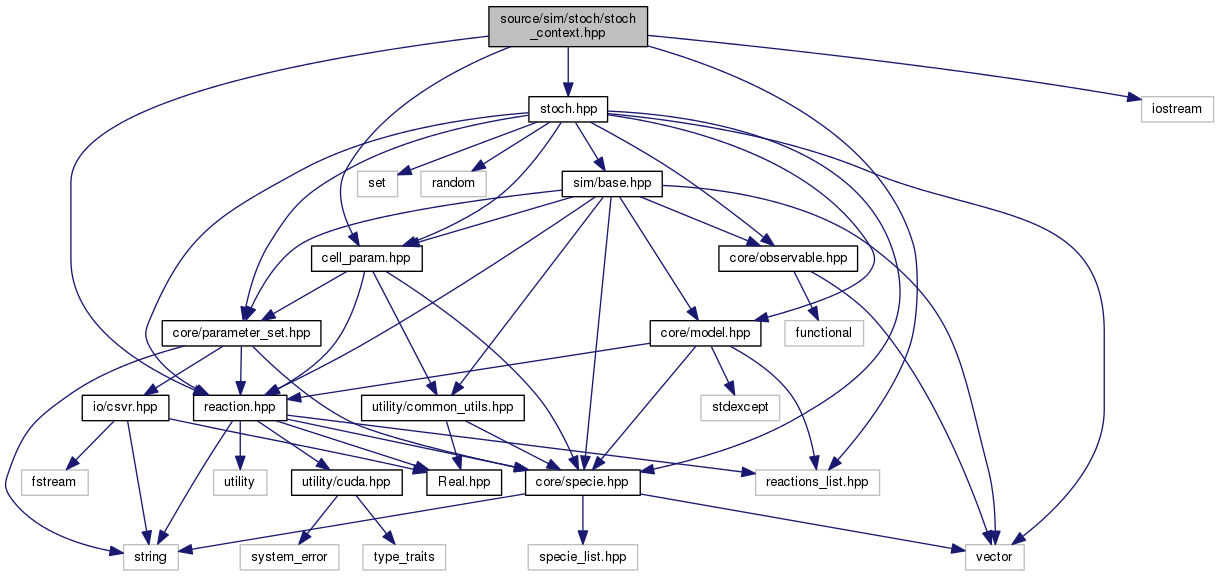 source/sim/stoch/stoch
_context.hpp
stoch.hpp
iostream
set
random
sim/base.hpp
cell_param.hpp
core/observable.hpp
core/parameter_set.hpp
core/model.hpp
functional
io/csvr.hpp
reaction.hpp
utility/common_utils.hpp
stdexcept
fstream
utility
utility/cuda.hpp
Real.hpp
core/specie.hpp
reactions_list.hpp
string
system_error
type_traits
specie_list.hpp
vector